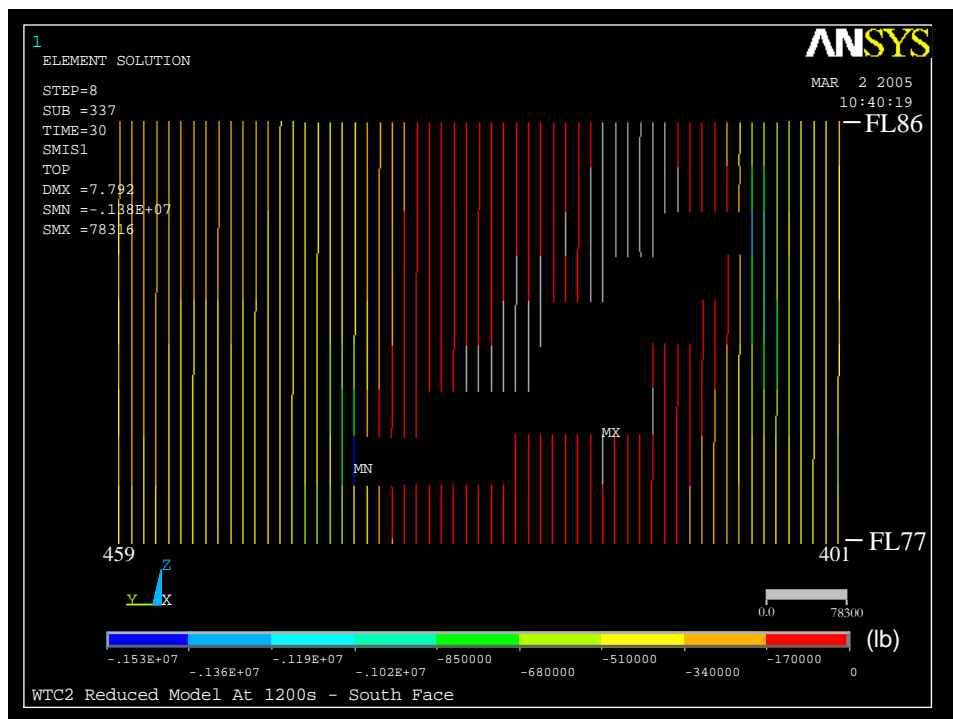 1
ANSYS
ELEMENT SOLUTION
MAR 2 2005
10:40:19
STEP=8
SUB =337
TIME=30
SMIS1
TOP
DMX =7.792
SMN =-.138E+07
SMX =78316
FL86
MX
MN
459
401
FL77
Z
Y
X
0.0
78300
(lb)
-.153E+07
-.136E+07
-.119E+07
-.102E+07
-850000
-680000
-510000
-340000
-170000
0
WTC2 Reduced Model At 1200s - South Face